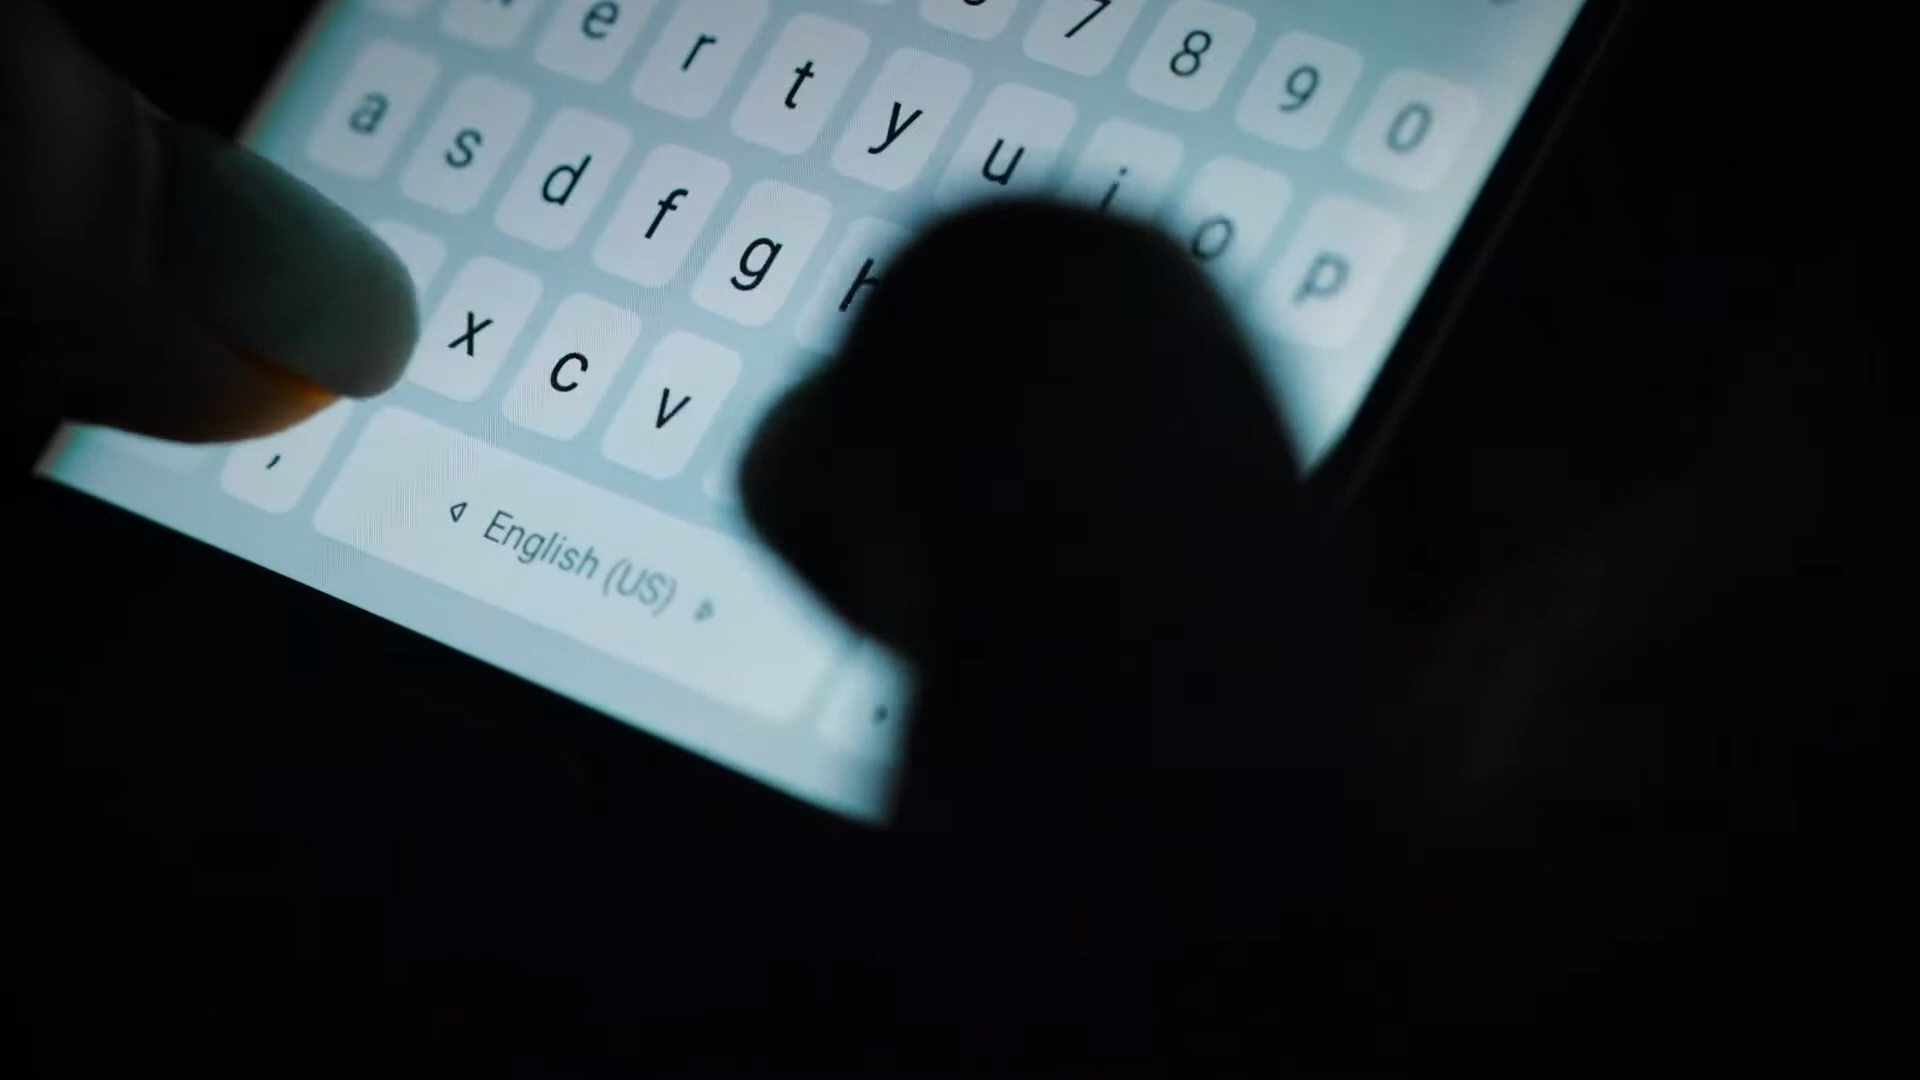 7 8 9 0
e r t y u i o p
a s d f g h
x c v
, English (US)